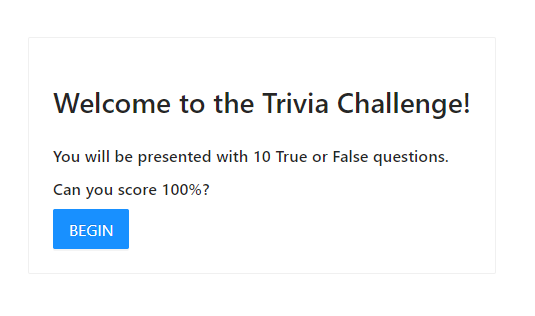 Welcome to the Trivia Challenge!
You will be presented with 10 True or False questions.
Can you score 100%?
BEGIN